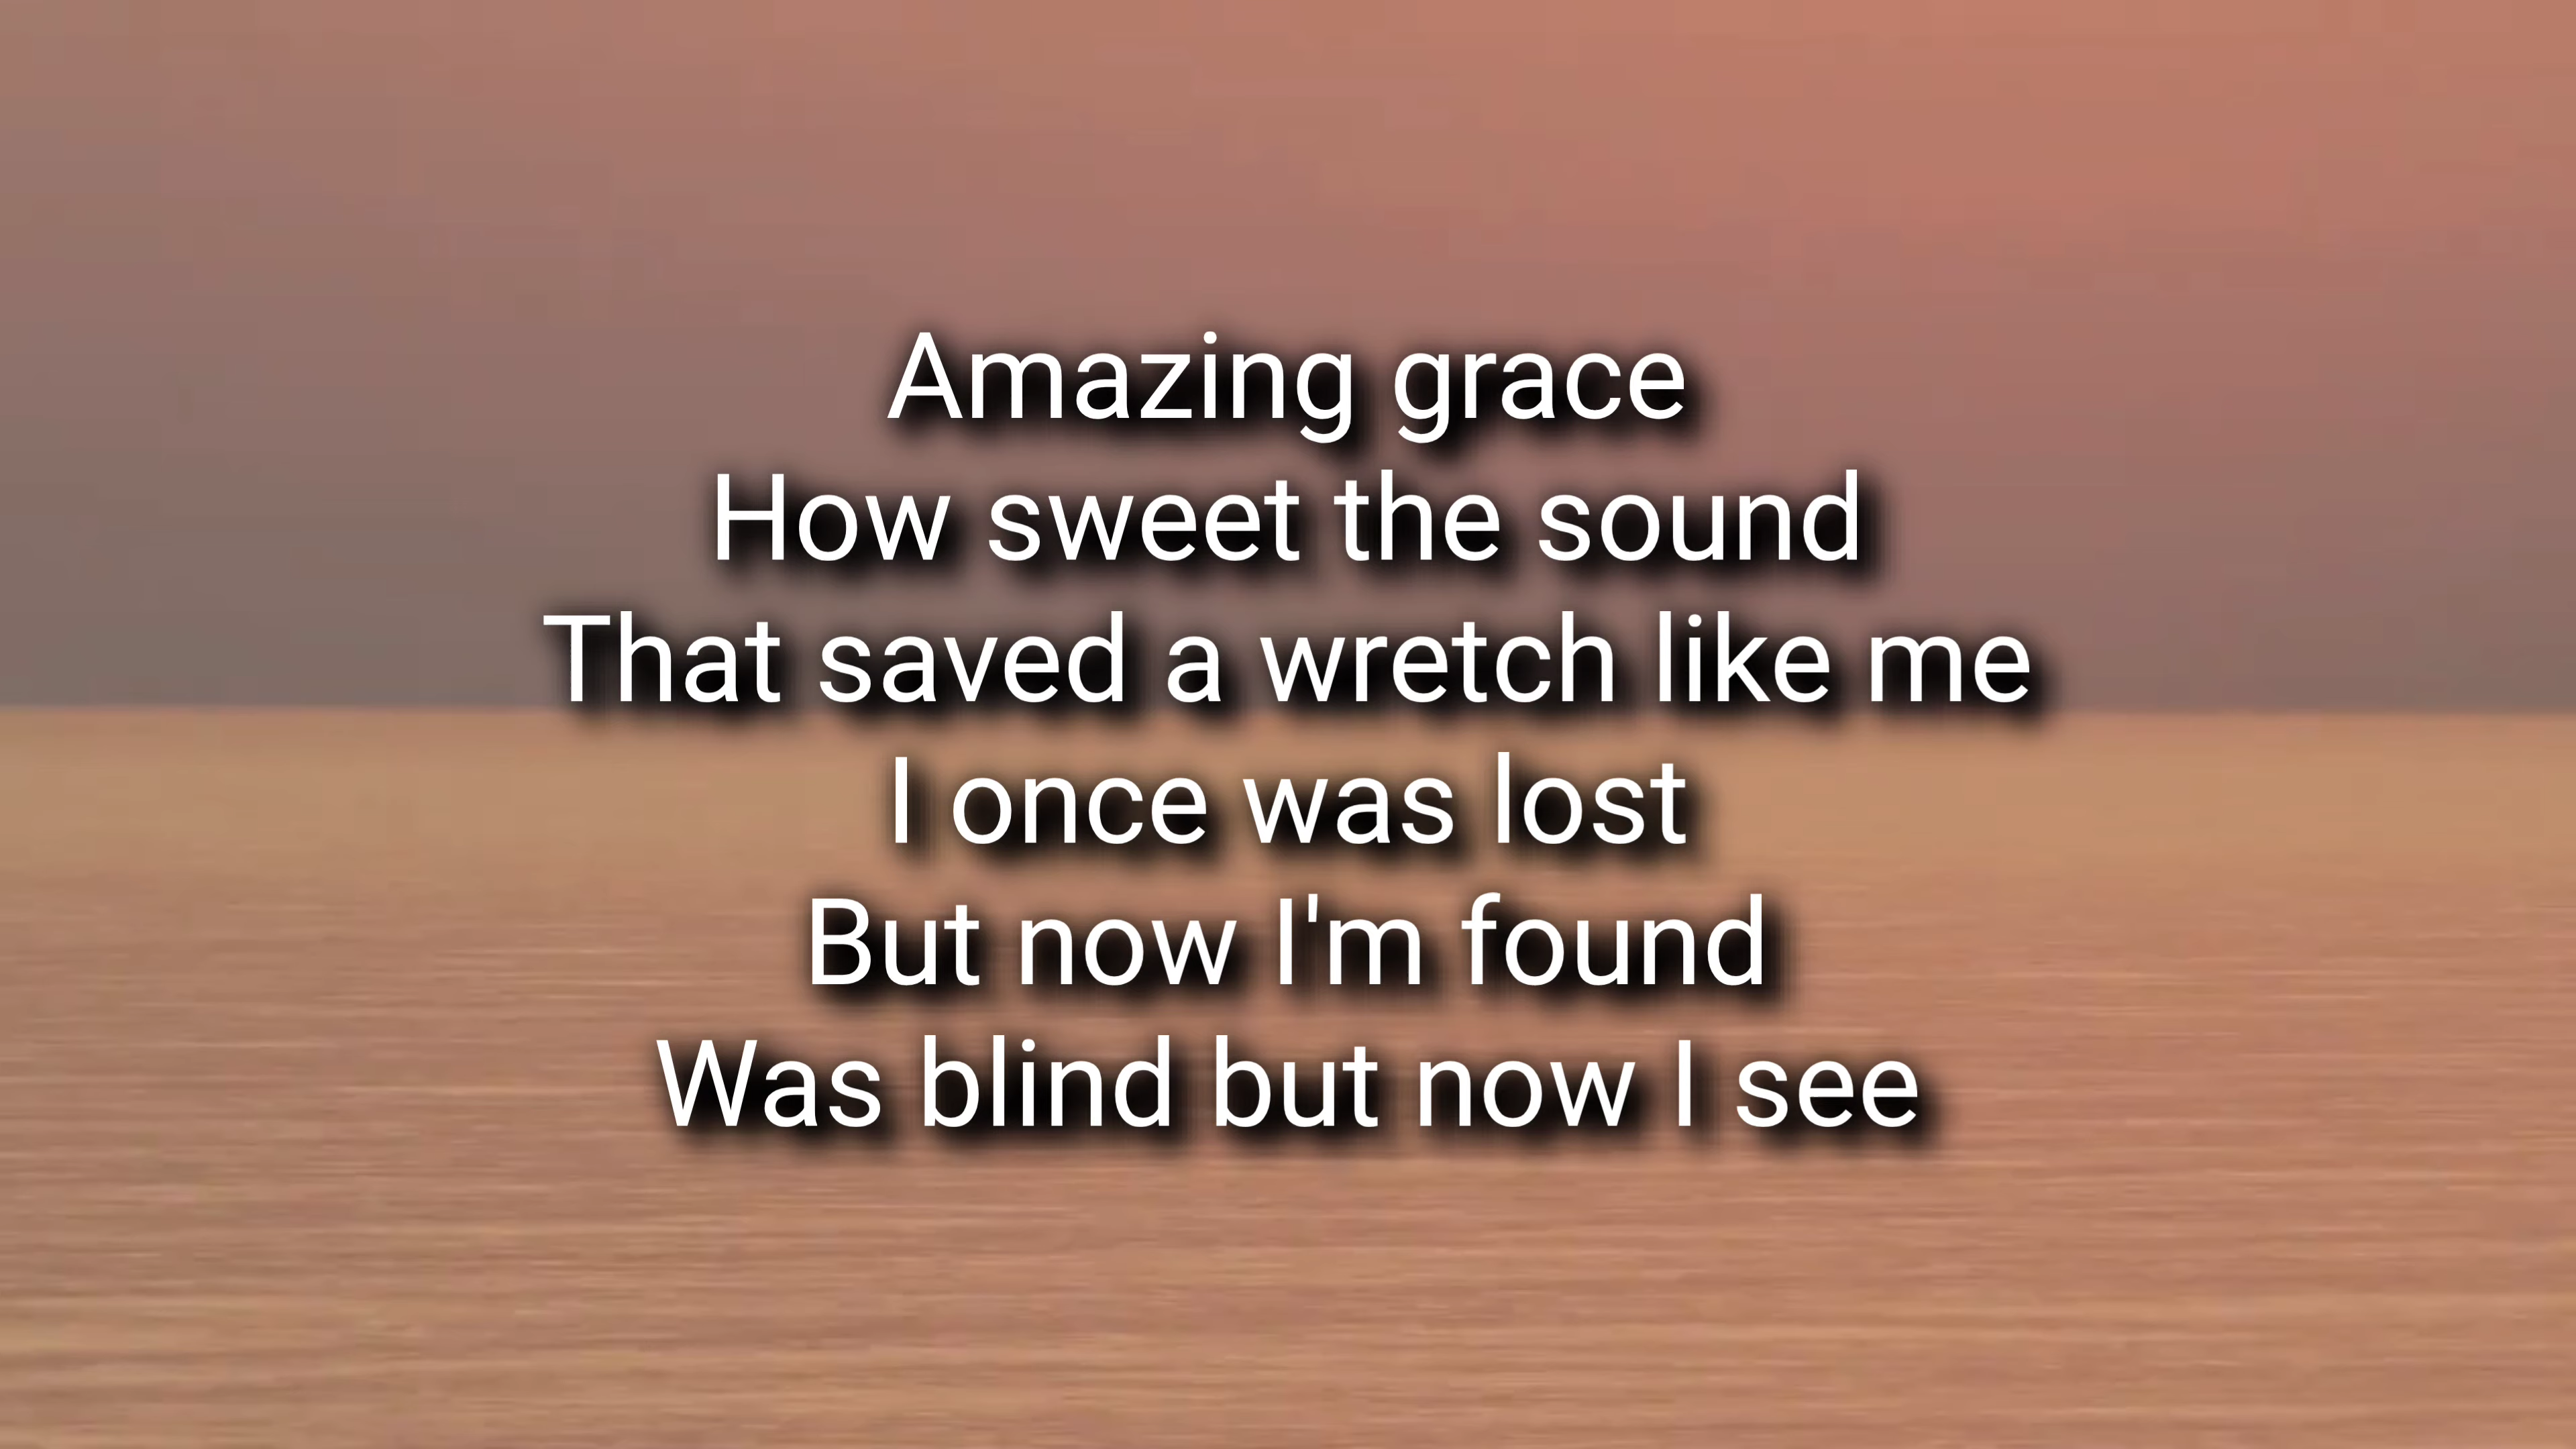 Amazing grace
How sweet the sound
That saved a wretch like me
I once was lost
But now I'm found
Was blind but now I see